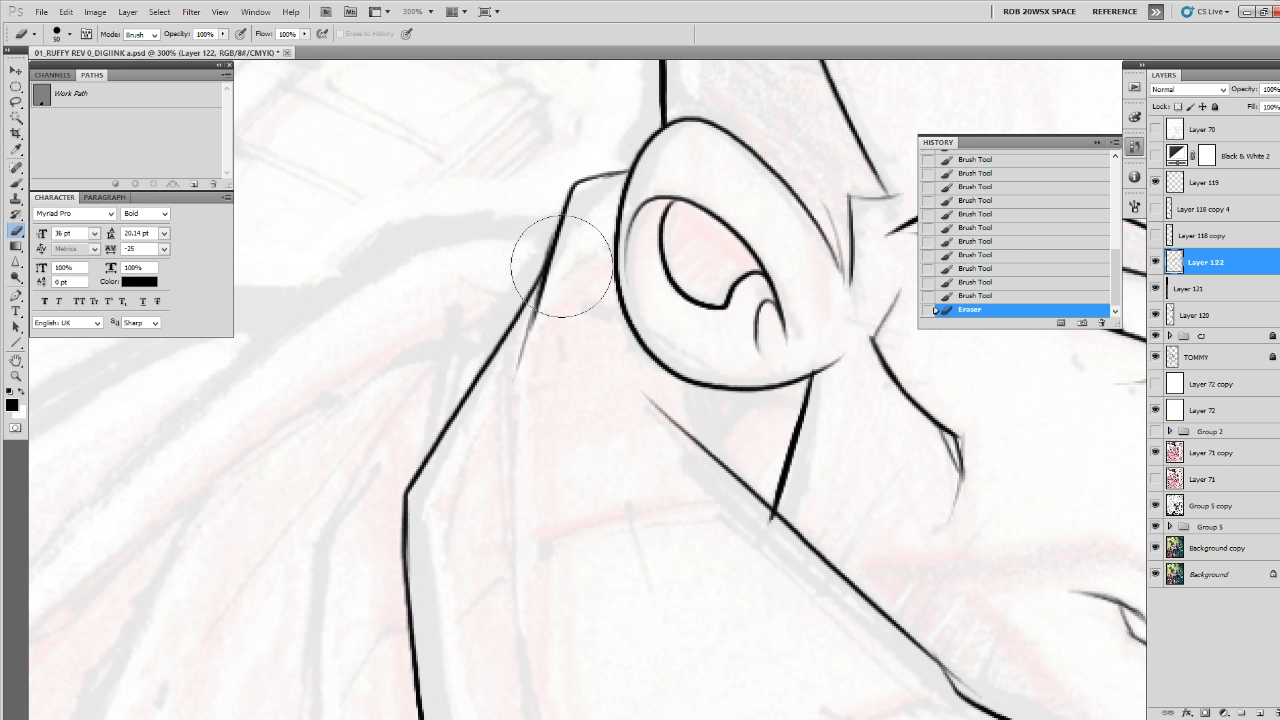 Ps File Edit Image Layer Select Filter View Window Help Br Mb 300% ROB 20WSX SPACE REFERENCE CS Live
50 Mode: Brush Opacity: 100% Flow: 100% Erase to History
01_RUFFY REV 0_DIGIINK a.psd @ 300% (Layer 122, RGB/8#/CMYK) *
CHANNELS PATHS
Work Path
CHARACTER PARAGRAPH
Myriad Pro Bold
36 pt 20.14 pt
Metrics -25
100% 100%
0 pt Color:
T T TT Tr T' T, T T
English: UK aa Sharp
HISTORY
Brush Tool
Brush Tool
Brush Tool
Brush Tool
Brush Tool
Brush Tool
Brush Tool
Brush Tool
Brush Tool
Brush Tool
Brush Tool
Eraser
LAYERS
Normal Opacity: 100%
Lock: Fill: 100%
Layer 70
Black & White 2
Layer 119
Layer 118 copy 4
Layer 118 copy
Layer 122
Layer 121
Layer 120
CJ
TOMMY
Layer 72 copy
Layer 72
Group 2
Layer 71 copy
Layer 71
Group 5 copy
Group 5
Background copy
Background
fx